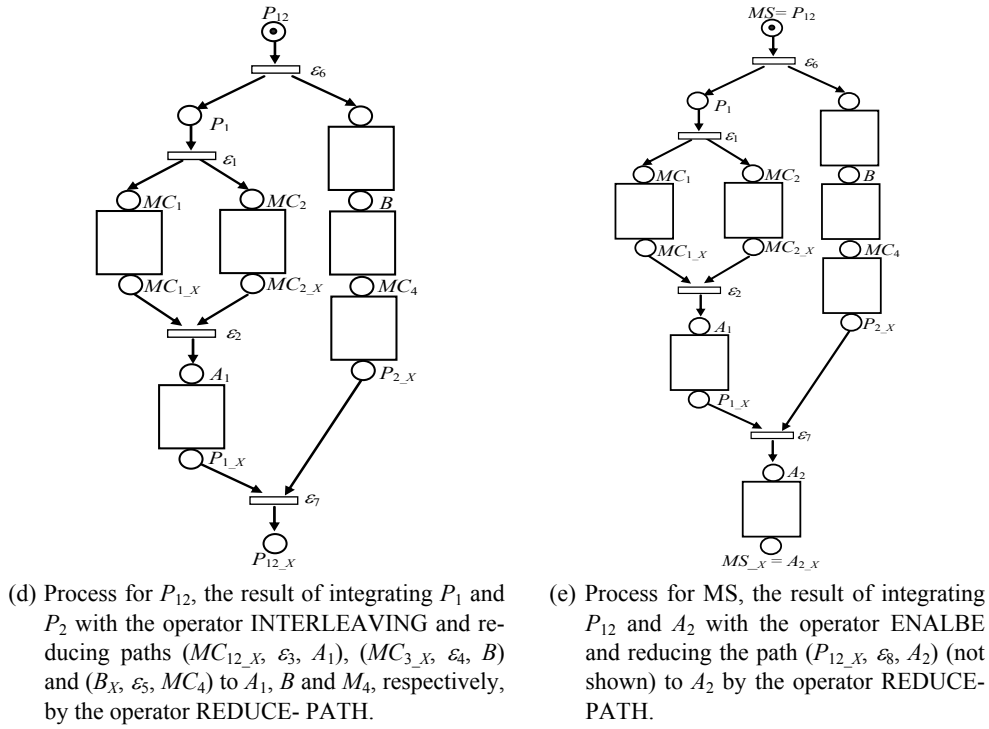 P12
ε6
P1
ε1
MC1
MC2
B
MC1_X
MC2_X
MC4
ε2
A1
P2_X
P1_X
ε7
P12_X
(d) Process for P12, the result of integrating P1 and
P2 with the operator INTERLEAVING and re-
ducing paths (MC12_X, ε3, A1), (MC3_X, ε4, B)
and (BX, ε5, MC4) to A1, B and M4, respectively,
by the operator REDUCE- PATH.
MS= P12
ε6
P1
ε1
MC1
MC2
B
MC1_X
MC2_X
MC4
ε2
A1
P2_X
P1_X
ε7
A2
MS_X = A2_X
(e) Process for MS, the result of integrating
P12 and A2 with the operator ENALBE
and reducing the path (P12_X, ε8, A2) (not
shown) to A2 by the operator REDUCE-
PATH.